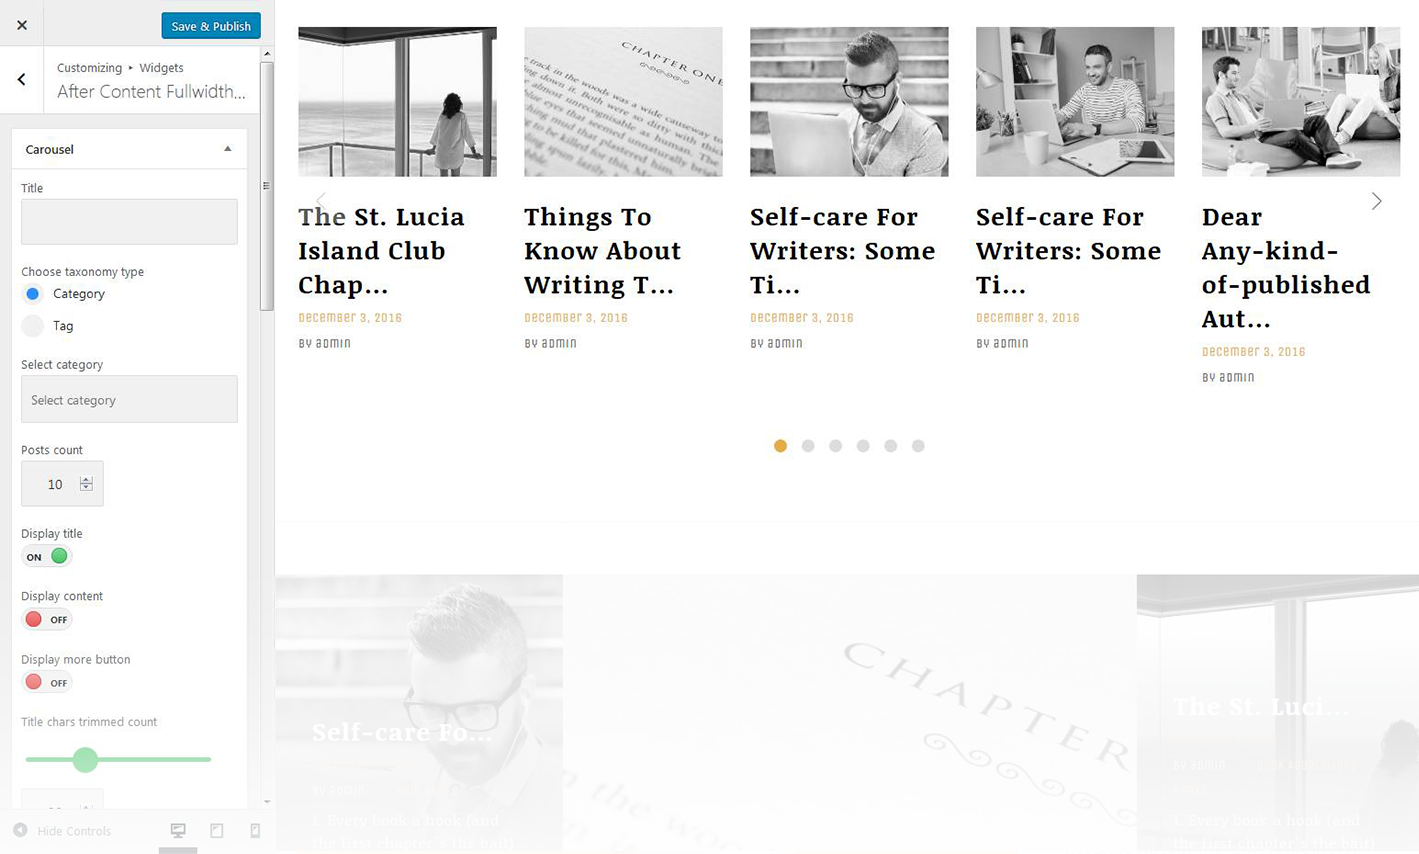 Save & Publish
Customizing ▸ Widgets
After Content Fullwidth...
Carousel
Title
Choose taxonomy type
Category
Tag
Select category
Select category
Posts count
10
Display title
ON
Display content
OFF
Display more button
OFF
Title chars trimmed count
Hide Controls
CHAPTER ONE
The St. Lucia
Island Club
Chap...
December 3, 2016
By admin
Things To
Know About
Writing T...
December 3, 2016
By admin
Self-care For
Writers: Some
Ti...
December 3, 2016
By admin
Self-care For
Writers: Some
Ti...
December 3, 2016
By admin
Dear
Any-kind-
of-published
Aut...
December 3, 2016
By admin
Self-care Fo...
By admin
1. Every book a hook (and
the first chapter's the bait)
CHAPTER
The St. Luci...
By admin
1. Every book a hook (and
the first chapter's the bait)